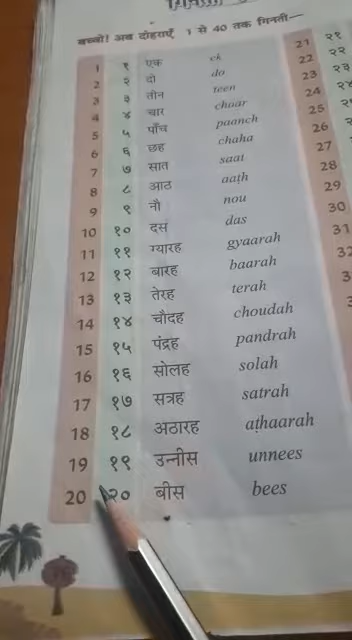 बच्चो! अब दोहराएँ 1 से 40 तक गिनती—
1 १ एक ek
2 २ दो do
3 ३ तीन teen
4 ४ चार chaar
5 ५ पाँच paanch
6 ६ छह chaha
7 ७ सात saat
8 ८ आठ aaṭh
9 ९ नौ nou
10 १० दस das
11 ११ ग्यारह gyaarah
12 १२ बारह baarah
13 १३ तेरह terah
14 १४ चौदह choudah
15 १५ पंद्रह pandrah
16 १६ सोलह solah
17 १७ सत्रह satrah
18 १८ अठारह aṭhaarah
19 १९ उन्नीस unnees
20 २० बीस bees
21 २१
22 २२
23 २३
24
25
26
27
28
29
30
31